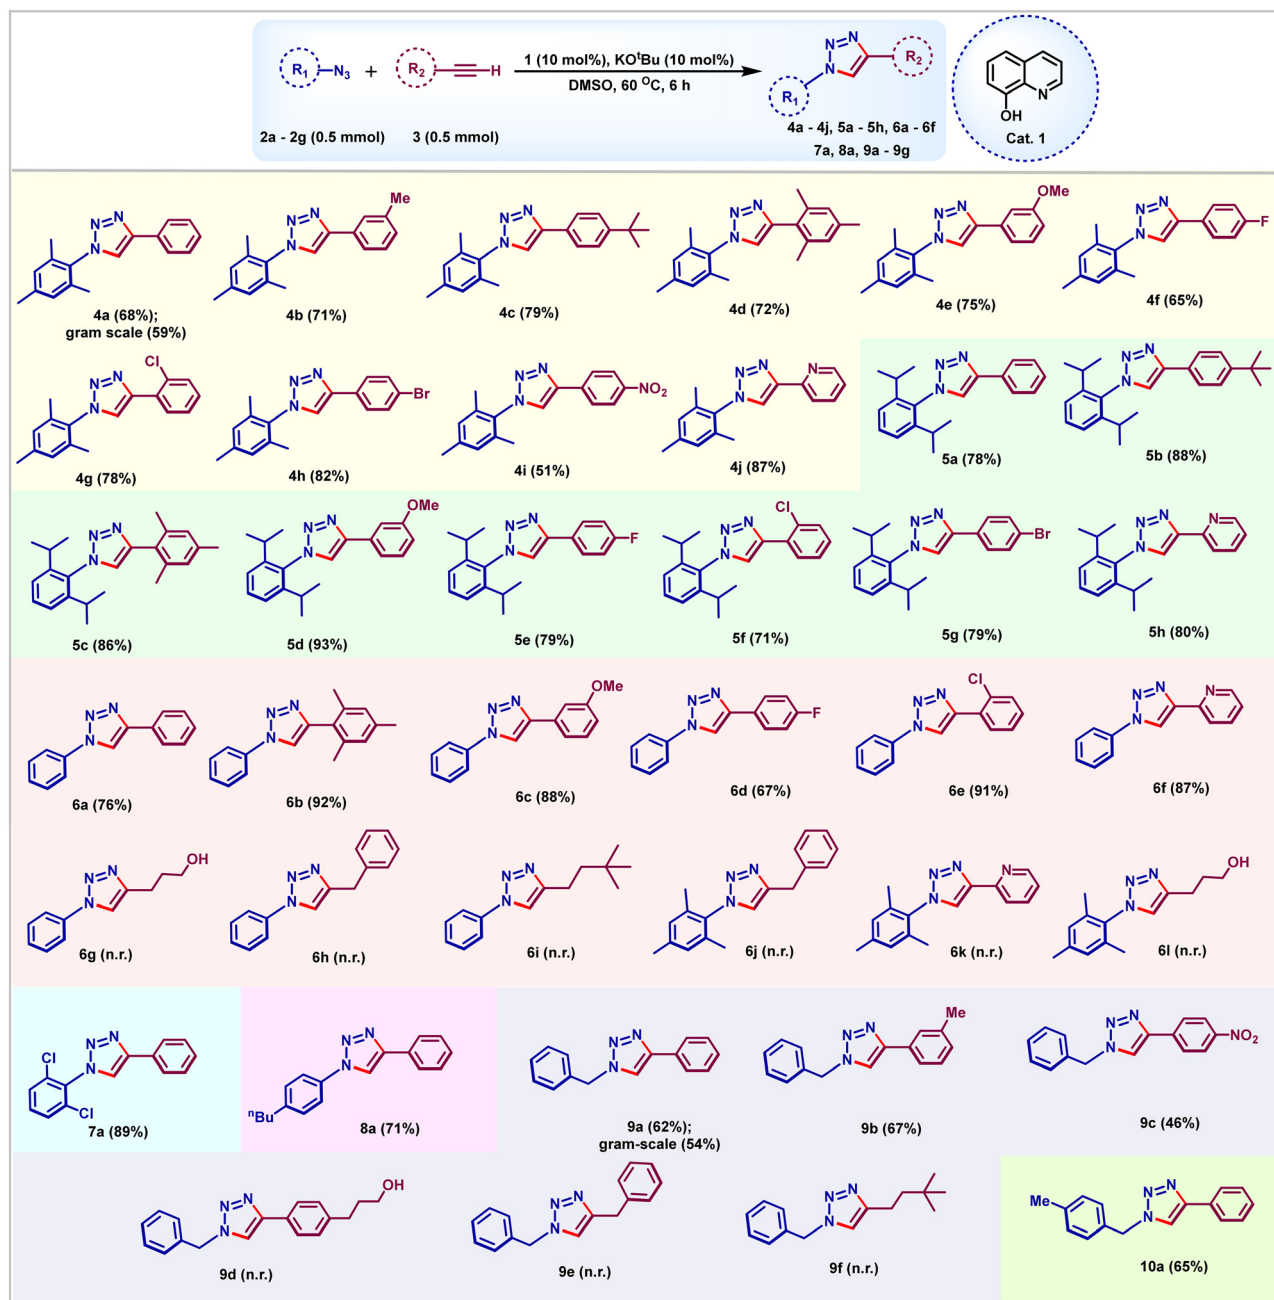 R1 N3 + R2 H
1 (10 mol%), KOᵗBu (10 mol%)
DMSO, 60 ᴼC, 6 h
N N N R2
R1
N
OH
2a - 2g (0.5 mmol) 3 (0.5 mmol)
4a - 4j, 5a - 5h, 6a - 6f
7a, 8a, 9a - 9g
Cat. 1
N N N
N N N Me
N N N
N N N
N N N OMe
N N N F
4a (68%);
gram scale (59%)
4b (71%)
4c (79%)
4d (72%)
4e (75%)
4f (65%)
N N N Cl
N N N Br
N N N NO₂
N N N N
N N N
N N N
4g (78%)
4h (82%)
4i (51%)
4j (87%)
5a (78%)
5b (88%)
N N N
N N N OMe
N N N F
N N N Cl
N N N Br
N N N N
5c (86%)
5d (93%)
5e (79%)
5f (71%)
5g (79%)
5h (80%)
N N N
N N N
N N N OMe
N N N F
N N N Cl
N N N N
6a (76%)
6b (92%)
6c (88%)
6d (67%)
6e (91%)
6f (87%)
N N N OH
N N N
N N N
N N N
N N N N
N N N OH
6g (n.r.)
6h (n.r.)
6i (n.r.)
6j (n.r.)
6k (n.r.)
6l (n.r.)
N N N Cl Cl
N N N ⁿBu
N N N
N N N Me
N N N NO₂
7a (89%)
8a (71%)
9a (62%);
gram-scale (54%)
9b (67%)
9c (46%)
N N N OH
N N N
N N N
Me N N N
9d (n.r.)
9e (n.r.)
9f (n.r.)
10a (65%)